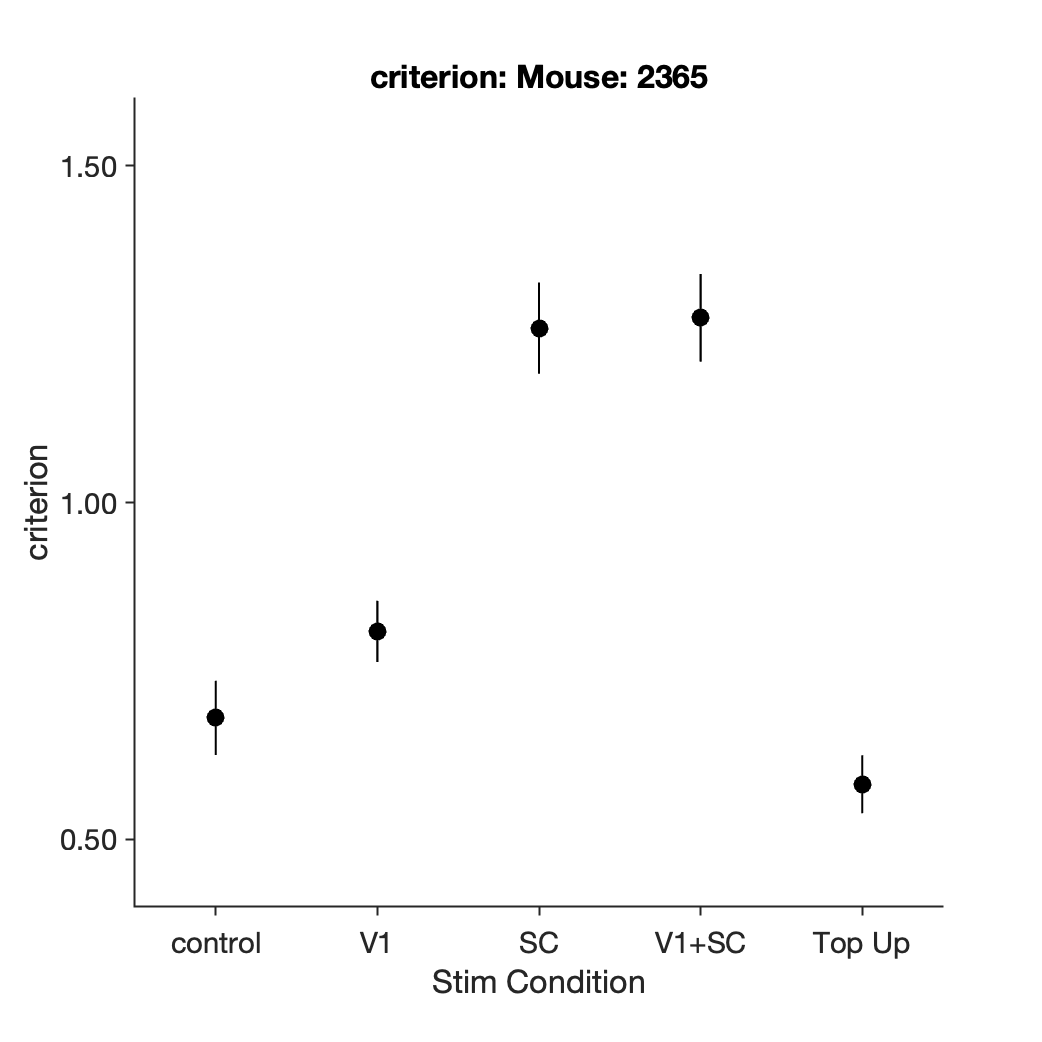 criterion: Mouse: 2365
1.50
1.00
0.50
criterion
control
V1
SC
V1+SC
Top Up
Stim Condition